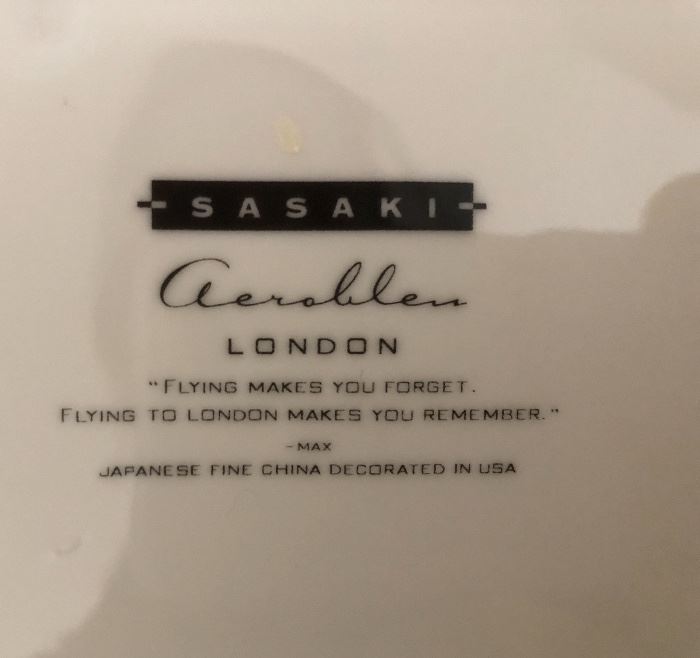 SASAKI
Aeroblen
LONDON
"FLYING MAKES YOU FORGET.
FLYING TO LONDON MAKES YOU REMEMBER."
-MAX
JAPANESE FINE CHINA DECORATED IN USA